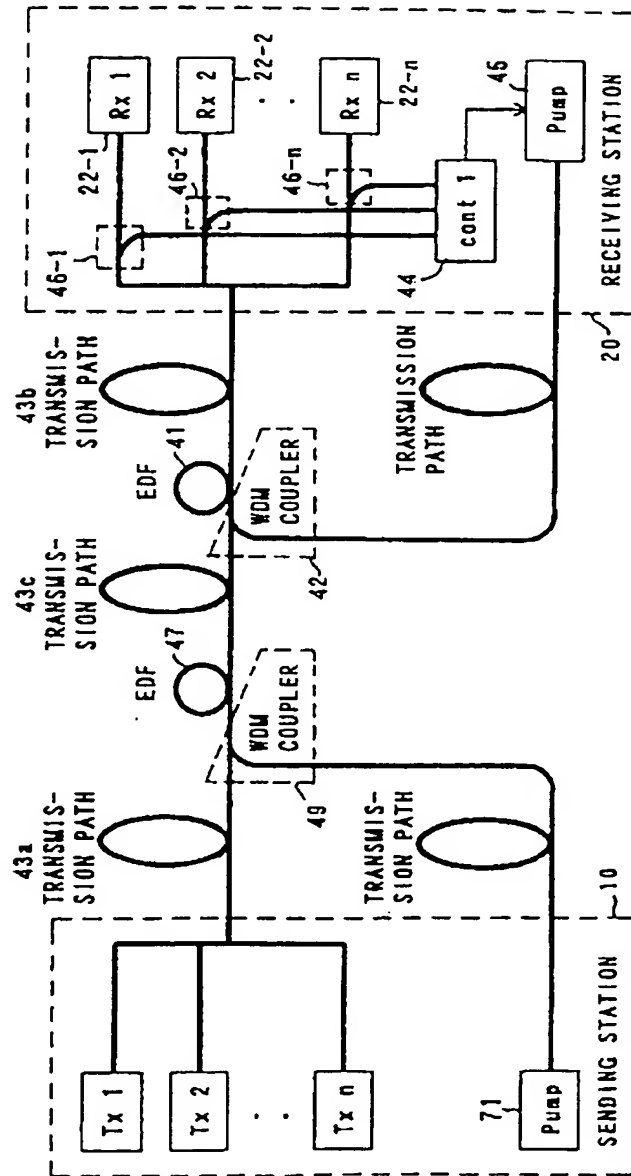 43a
TRANSMIS-
SION PATH
EDF
47
43c
TRANSMIS-
SION PATH
EDF
41
43b
TRANSMIS-
SION PATH
46-1
22-1
Rx 1
46-2
Rx 2
22-2
. .
46-n
Rx n
22-n
Tx 1
Tx 2
. .
Tx n
WDM
COUPLER
49
WDM
COUPLER
42
cont 1
44
45
Pump
TRANSMIS-
SION PATH
TRANSMISSION
PATH
71
Pump
SENDING STATION
10
20
RECEIVING STATION